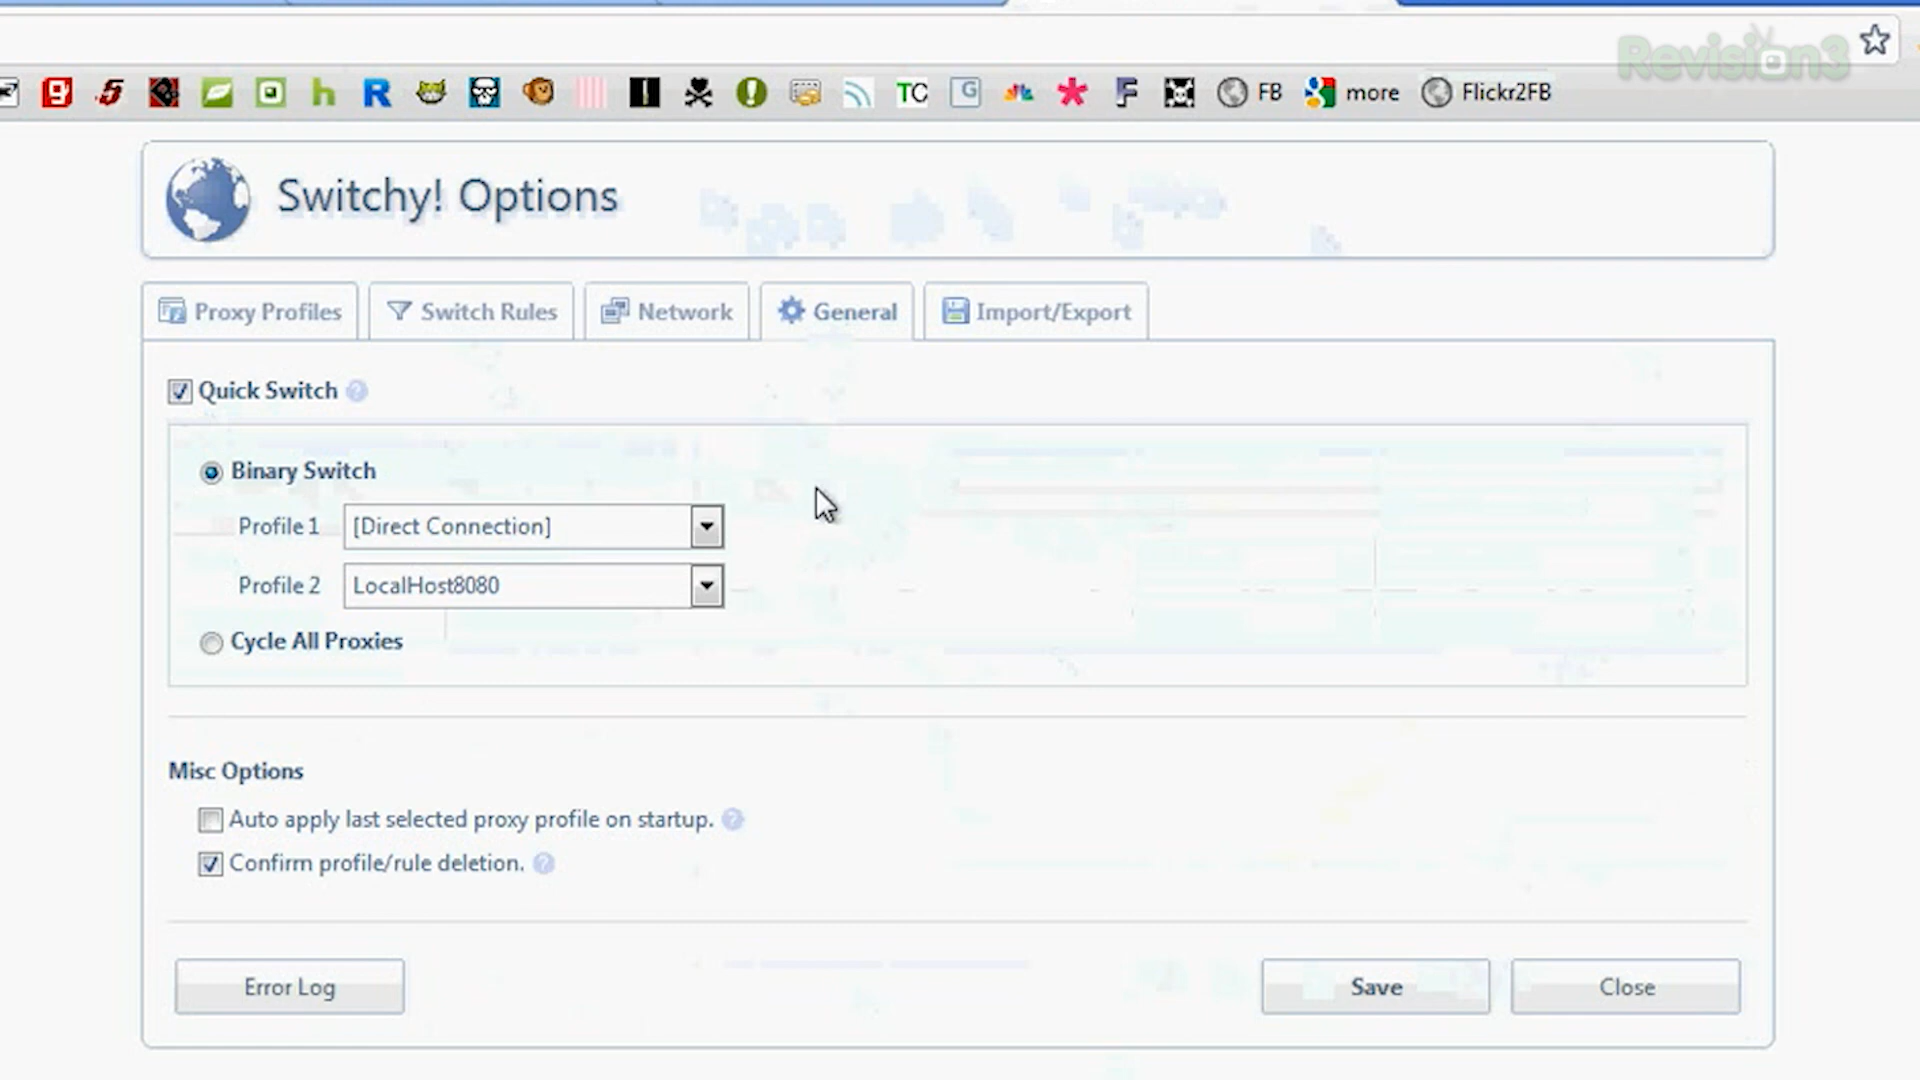 Revision3
TC G F FB more Flickr2FB
Switchy! Options
Proxy Profiles Switch Rules Network General Import/Export
Quick Switch ?
Binary Switch
Profile 1 [Direct Connection]
Profile 2 LocalHost8080
Cycle All Proxies
Misc Options
Auto apply last selected proxy profile on startup. ?
Confirm profile/rule deletion. ?
Error Log Save Close